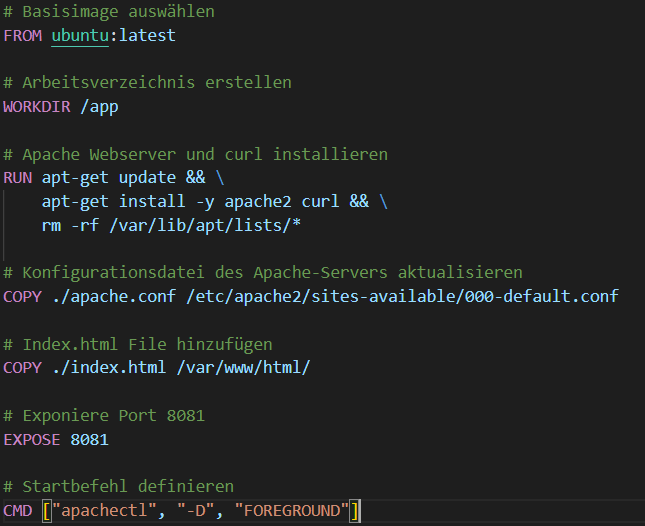 # Basisimage auswählen
FROM ubuntu:latest
# Arbeitsverzeichnis erstellen
WORKDIR /app
# Apache Webserver und curl installieren
RUN apt-get update && \
apt-get install -y apache2 curl && \
rm -rf /var/lib/apt/lists/*
# Konfigurationsdatei des Apache-Servers aktualisieren
COPY ./apache.conf /etc/apache2/sites-available/000-default.conf
# Index.html File hinzufügen
COPY ./index.html /var/www/html/
# Exponiere Port 8081
EXPOSE 8081
# Startbefehl definieren
CMD ["apachectl", "-D", "FOREGROUND"]